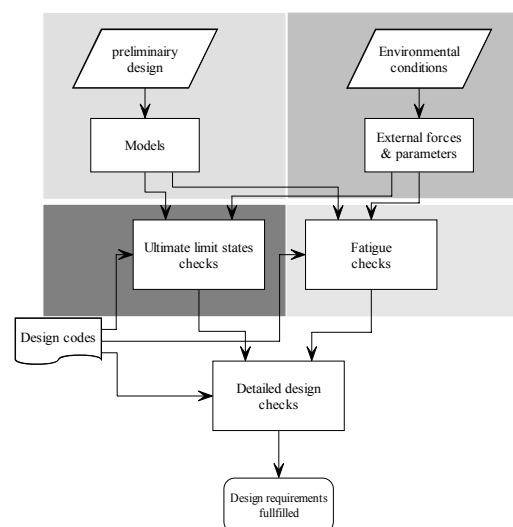 preliminairy
design
Environmental
conditions
Models
External forces
& parameters
Ultimate limit states
checks
Fatigue
checks
Design codes
Detailed design
checks
Design requirements
fullfilled